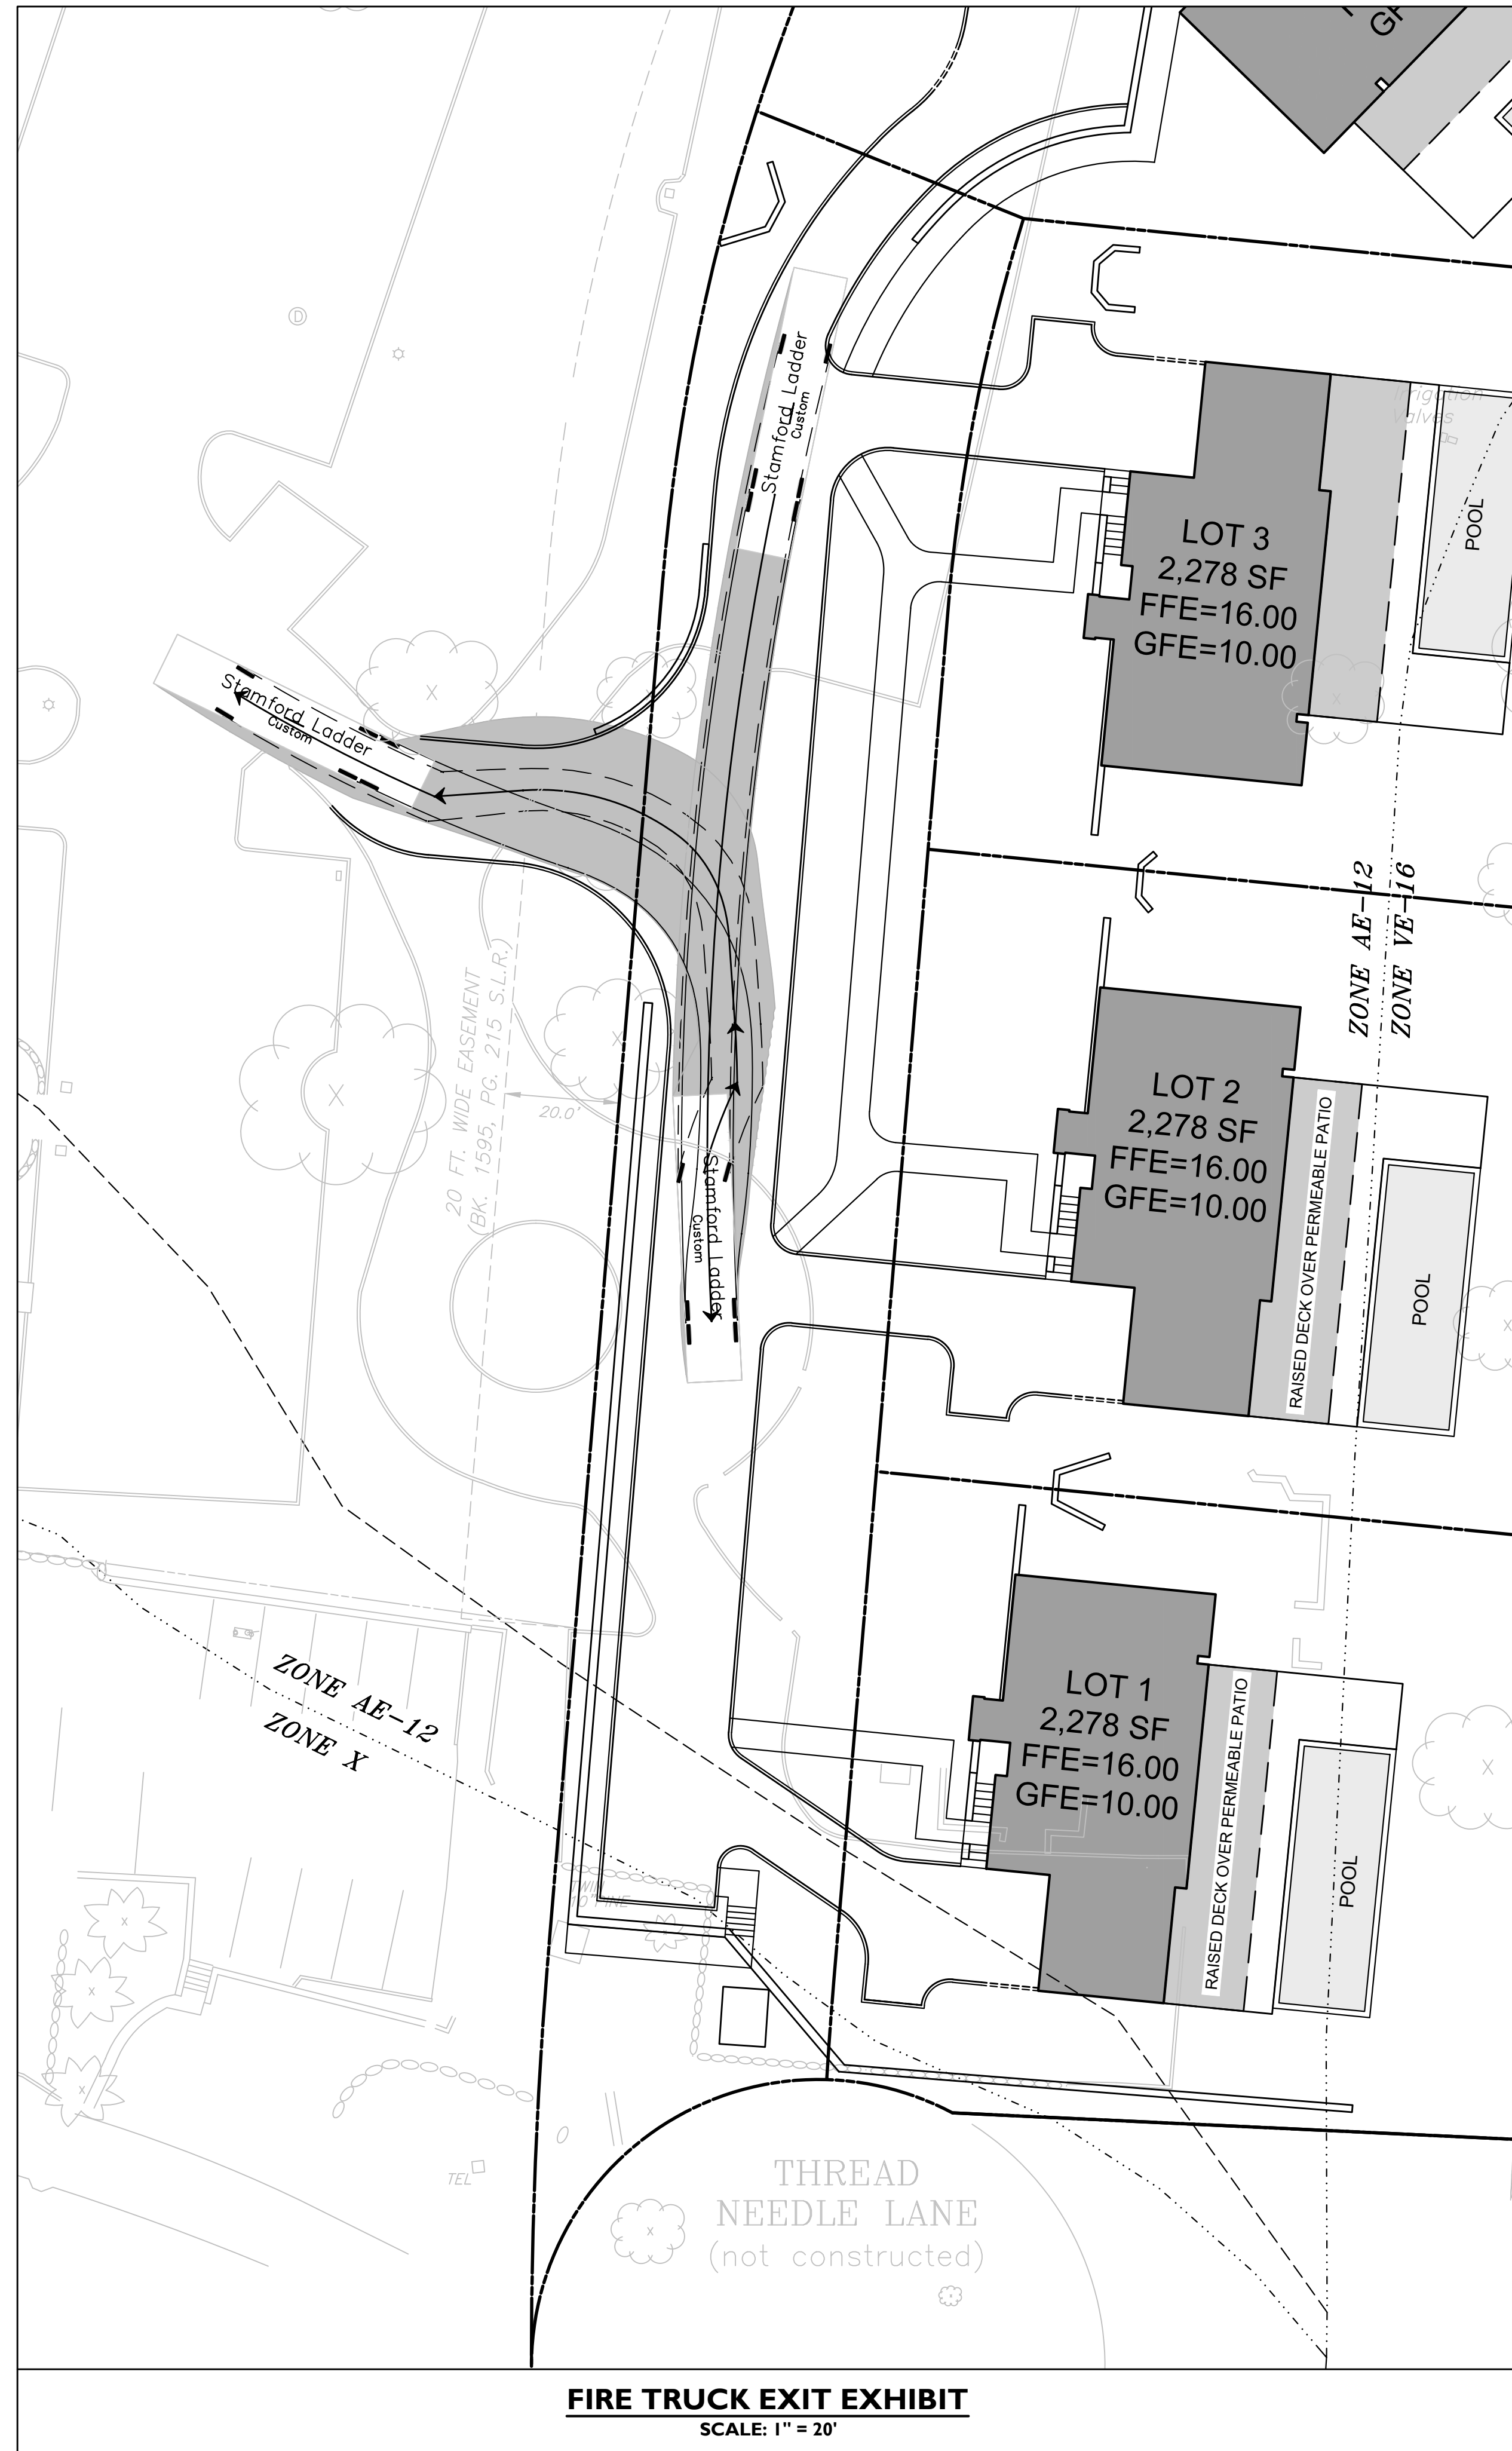 GF
D
Stamford Ladder
Custom
Irrigation
Valves
POOL
LOT 3
2,278 SF
FFE=16.00
GFE=10.00
Stamford Ladder
Custom
ZONE AE-12
ZONE VE-16
20 FT. WIDE EASEMENT
(BK. 1595, PG. 215 S.L.R.)
20.0'
Stamford Ladder
Custom
LOT 2
2,278 SF
FFE=16.00
GFE=10.00
RAISED DECK OVER PERMEABLE PATIO
POOL
ZONE AE-12
ZONE X
LOT 1
2,278 SF
FFE=16.00
GFE=10.00
RAISED DECK OVER PERMEABLE PATIO
POOL
TWIN
10" PINE
TEL
THREAD
NEEDLE LANE
(not constructed)
FIRE TRUCK EXIT EXHIBIT
SCALE: 1" = 20'